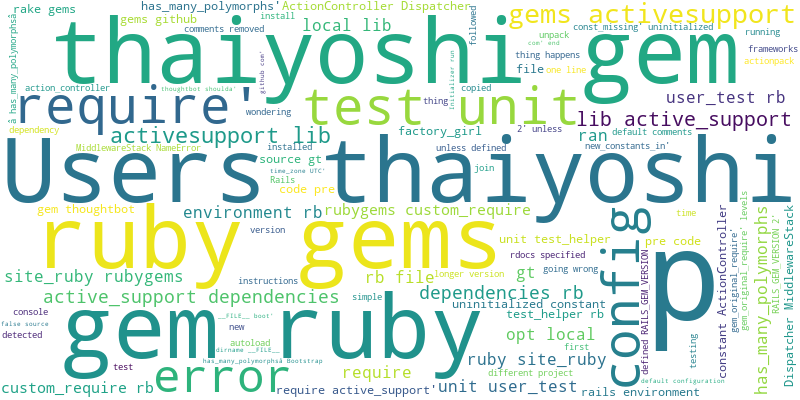 rake gems
has_many_polymorphs' ActionController Dispatcher
gems github
install
comments removed
local lib
followed
gems activesupport
const_missing' uninitialized
running
â has_many_polymorphsâ
thaiyoshi gem
unpack
com' end
frameworks
thing happens
actionpack
file
one line
action_controller
thoughtbot shoulda'
github com'
Initializer run
copied
require'
test unit
thing
user_test rb
wondering
2' unless
lib active_support
dependency
activesupport lib
factory_girl
ran
default comments
MiddlewareStack NameError
installed
unless defined
new_constants_in'
Users thaiyoshi
source gt
time_zone UTC'
join
Rails
code pre
gem thoughtbot
environment rb
rubygems custom_require
time
version
ruby gems
unit test_helper
pre code
config
p
rdocs specified
gt
going wrong
site_ruby rubygems
instructions
rb file
longer version
active_support dependencies
simple
dependencies rb
uninitialized constant
console
__FILE__ boot'
new
opt local
test_helper rb
false source
detected
gem ruby
autoload
dirname __FILE__
first
has_many_polymorphsâ Bootstrap
test
error
require
ruby site_ruby
different project
custom_require rb
require active_support'
unit user_test
rails environment
testing
default configuration
defined RAILS_GEM_VERSION
constant ActionController
gem_original_require'
gem_original_require' levels
has_many_polymorphs
RAILS_GEM_VERSION 2'
Dispatcher MiddlewareStack